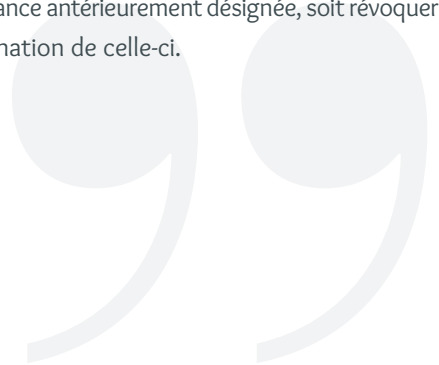 ance antérieurement désignée, soit révoquer
nation de celle-ci.